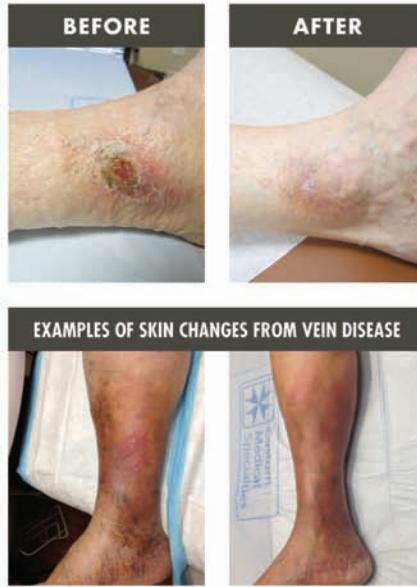 BEFORE
AFTER
EXAMPLES OF SKIN CHANGES FROM VEIN DISEASE
Medical
Specialties